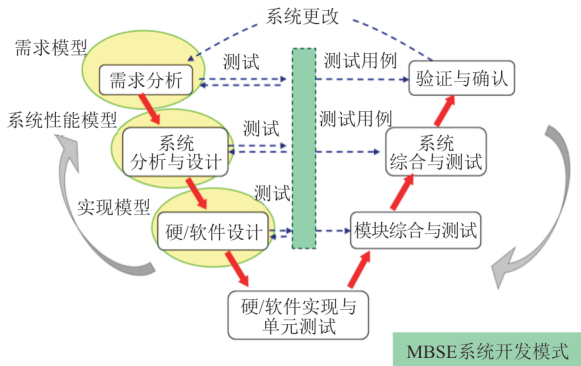 系统更改
需求模型
测试
测试用例
需求分析
验证与确认
系统性能模型
测试
测试用例
系统
分析与设计
系统
综合与测试
测试
实现模型
硬/软件设计
模块综合与测试
硬/软件实现与
单元测试
MBSE系统开发模式